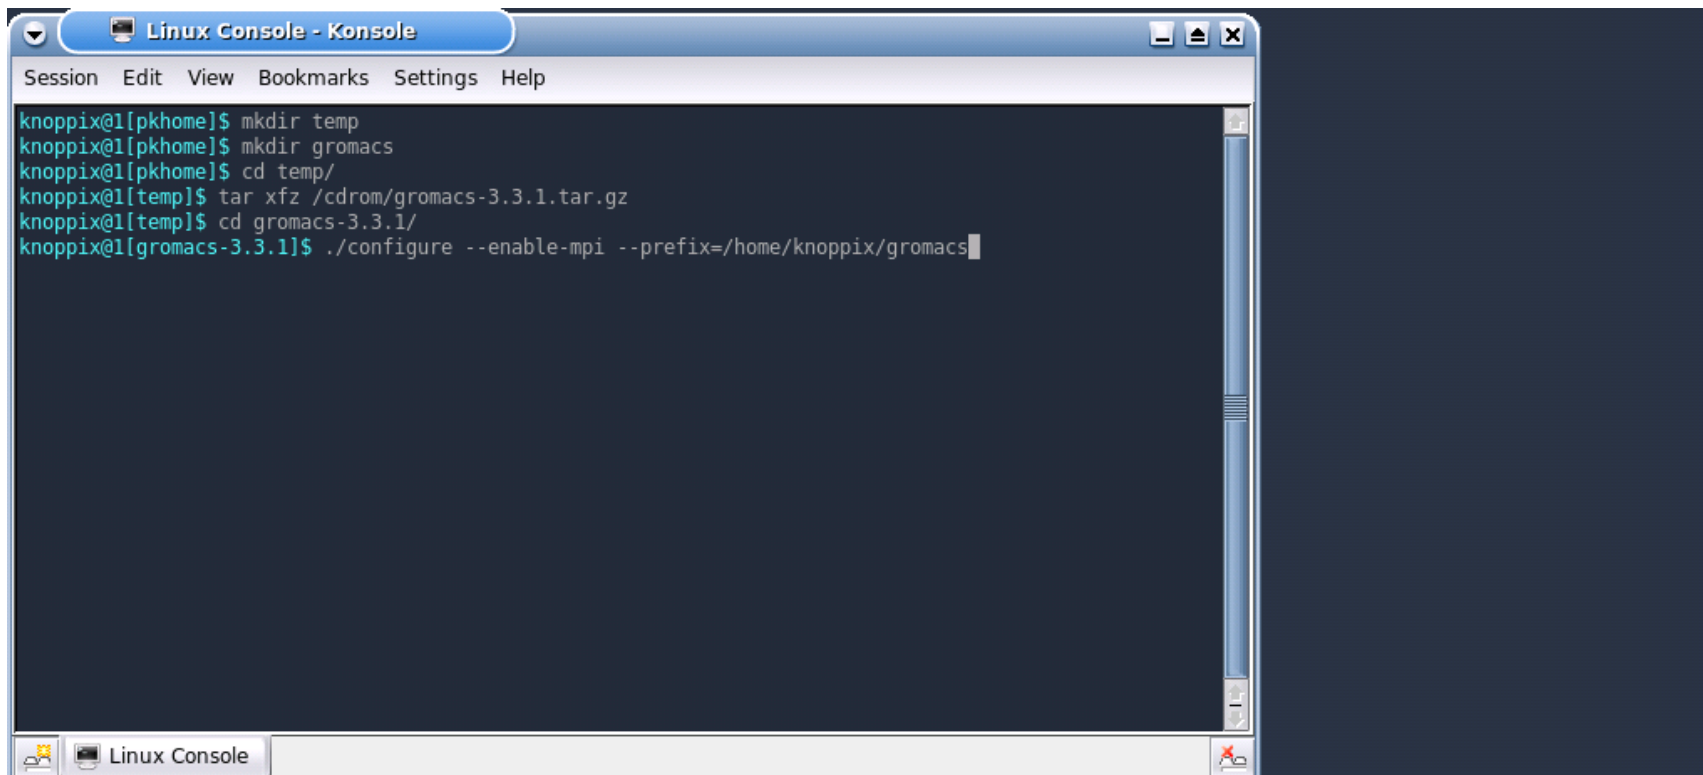 Linux Console - Konsole
Session Edit View Bookmarks Settings Help
knoppix@1[pkhome]$ mkdir temp
knoppix@1[pkhome]$ mkdir gromacs
knoppix@1[pkhome]$ cd temp/
knoppix@1[temp]$ tar xfz /cdrom/gromacs-3.3.1.tar.gz
knoppix@1[temp]$ cd gromacs-3.3.1/
knoppix@1[gromacs-3.3.1]$ ./configure --enable-mpi --prefix=/home/knoppix/gromacs
Linux Console